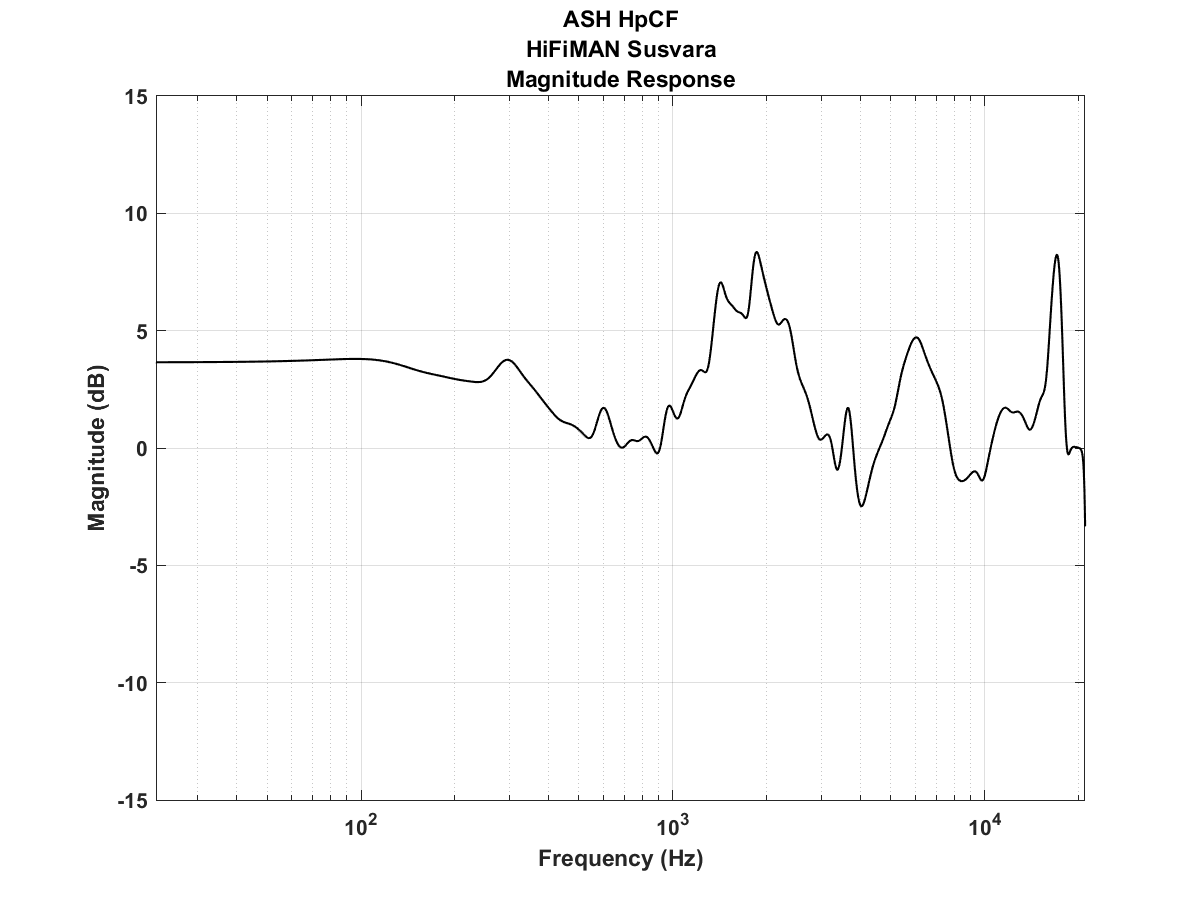 ASH HpCF
HiFiMAN Susvara
Magnitude Response
15
10
5
0
-5
-10
-15
Magnitude (dB)
10² 10³ 10⁴
Frequency (Hz)